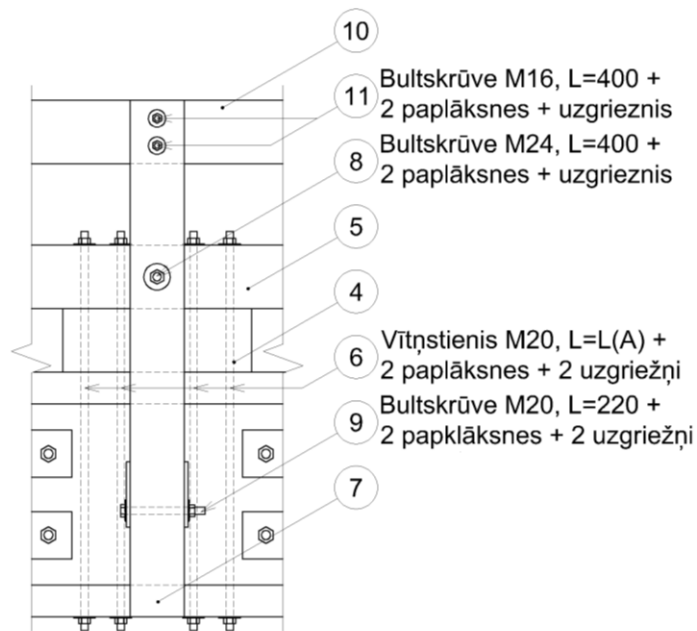 10
11 Bultskrūve M16, L=400 +
2 paplāksnes + uzgrieznis
Bultskrūve M24, L=400 +
8 2 paplāksnes + uzgrieznis
5
4
Vītņstienis M20, L=L(A) +
6 2 paplāksnes + 2 uzgriežņi
Bultskrūve M20, L=220 +
9 2 papklāksnes + 2 uzgriežņi
7